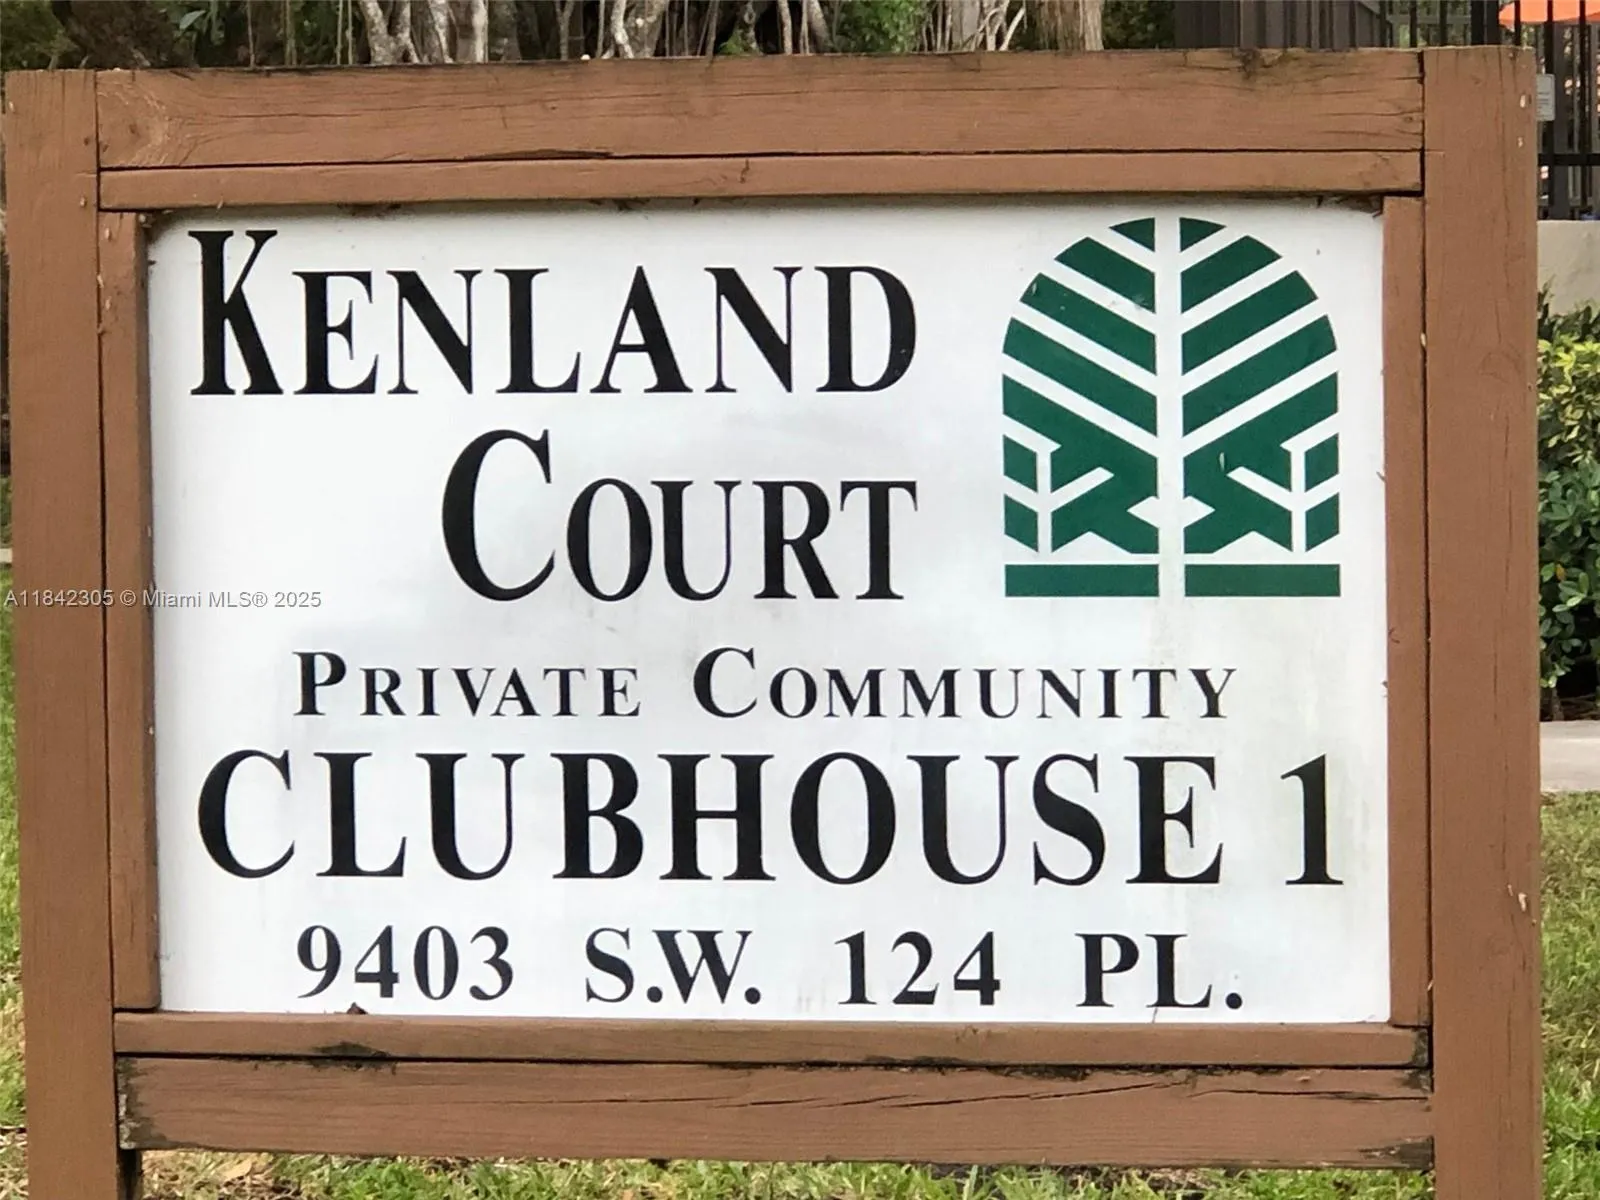 KENLAND
COURT
PRIVATE COMMUNITY
CLUBHOUSE 1
9403 S.W. 124 PL.
A11842305 © Miami MLS® 2025